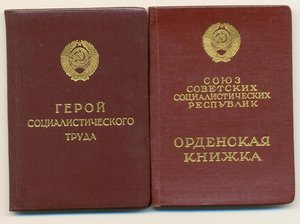 ГЕРОЙ
СОЦИАЛИСТИЧЕСКОГО
ТРУДА
СОЮЗ
СОВЕТСКИХ
СОЦИАЛИСТИЧЕСКИХ
РЕСПУБЛИК
ОРДЕНСКАЯ
КНИЖКА